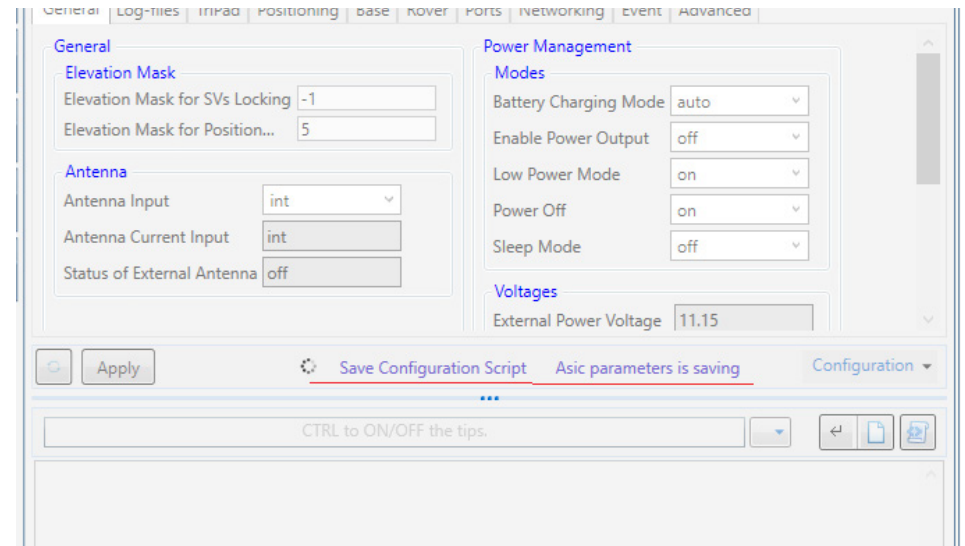 General Log-files TriPad Positioning Base Rover Ports Networking Event Advanced
General
Elevation Mask
Elevation Mask for SVs Locking -1
Elevation Mask for Position... 5
Antenna
Antenna Input int
Antenna Current Input int
Status of External Antenna off
Power Management
Modes
Battery Charging Mode auto
Enable Power Output off
Low Power Mode on
Power Off on
Sleep Mode off
Voltages
External Power Voltage 11.15
Apply Save Configuration Script Asic parameters is saving Configuration
CTRL to ON/OFF the tips.